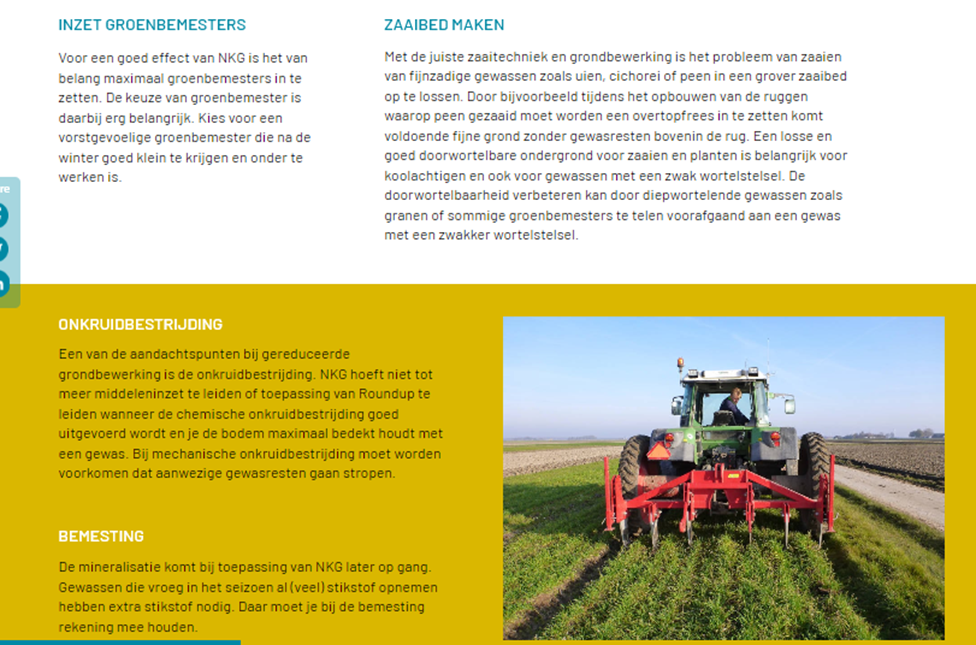 INZET GROENBEMESTERS
Voor een goed effect van NKG is het van
belang maximaal groenbemesters in te
zetten. De keuze van groenbemester is
daarbij erg belangrijk. Kies voor een
vorstgevoelige groenbemester die na de
winter goed klein te krijgen en onder te
werken is.
ZAAIBED MAKEN
Met de juiste zaaitechniek en grondbewerking is het probleem van zaaien
van fijnzadige gewassen zoals uien, cichorei of peen in een grover zaaibed
op te lossen. Door bijvoorbeeld tijdens het opbouwen van de ruggen
waarop peen gezaaid moet worden een overtopfrees in te zetten komt
voldoende fijne grond zonder gewasresten bovenin de rug. Een losse en
goed doorwortelbare ondergrond voor zaaien en planten is belangrijk voor
koolachtigen en ook voor gewassen met een zwak wortelstelsel. De
doorwortelbaarheid verbeteren kan door diepwortelende gewassen zoals
granen of sommige groenbemesters te telen voorafgaand aan een gewas
met een zwakker wortelstelsel.
re
ONKRUIDBESTRIJDING
Een van de aandachtspunten bij gereduceerde
grondbewerking is de onkruidbestrijding. NKG hoeft niet tot
meer middeleninzet te leiden of toepassing van Roundup te
leiden wanneer de chemische onkruidbestrijding goed
uitgevoerd wordt en je de bodem maximaal bedekt houdt met
een gewas. Bij mechanische onkruidbestrijding moet worden
voorkomen dat aanwezige gewasresten gaan stropen.
BEMESTING
De mineralisatie komt bij toepassing van NKG later op gang.
Gewassen die vroeg in het seizoen al (veel) stikstof opnemen
hebben extra stikstof nodig. Daar moet je bij de bemesting
rekening mee houden.